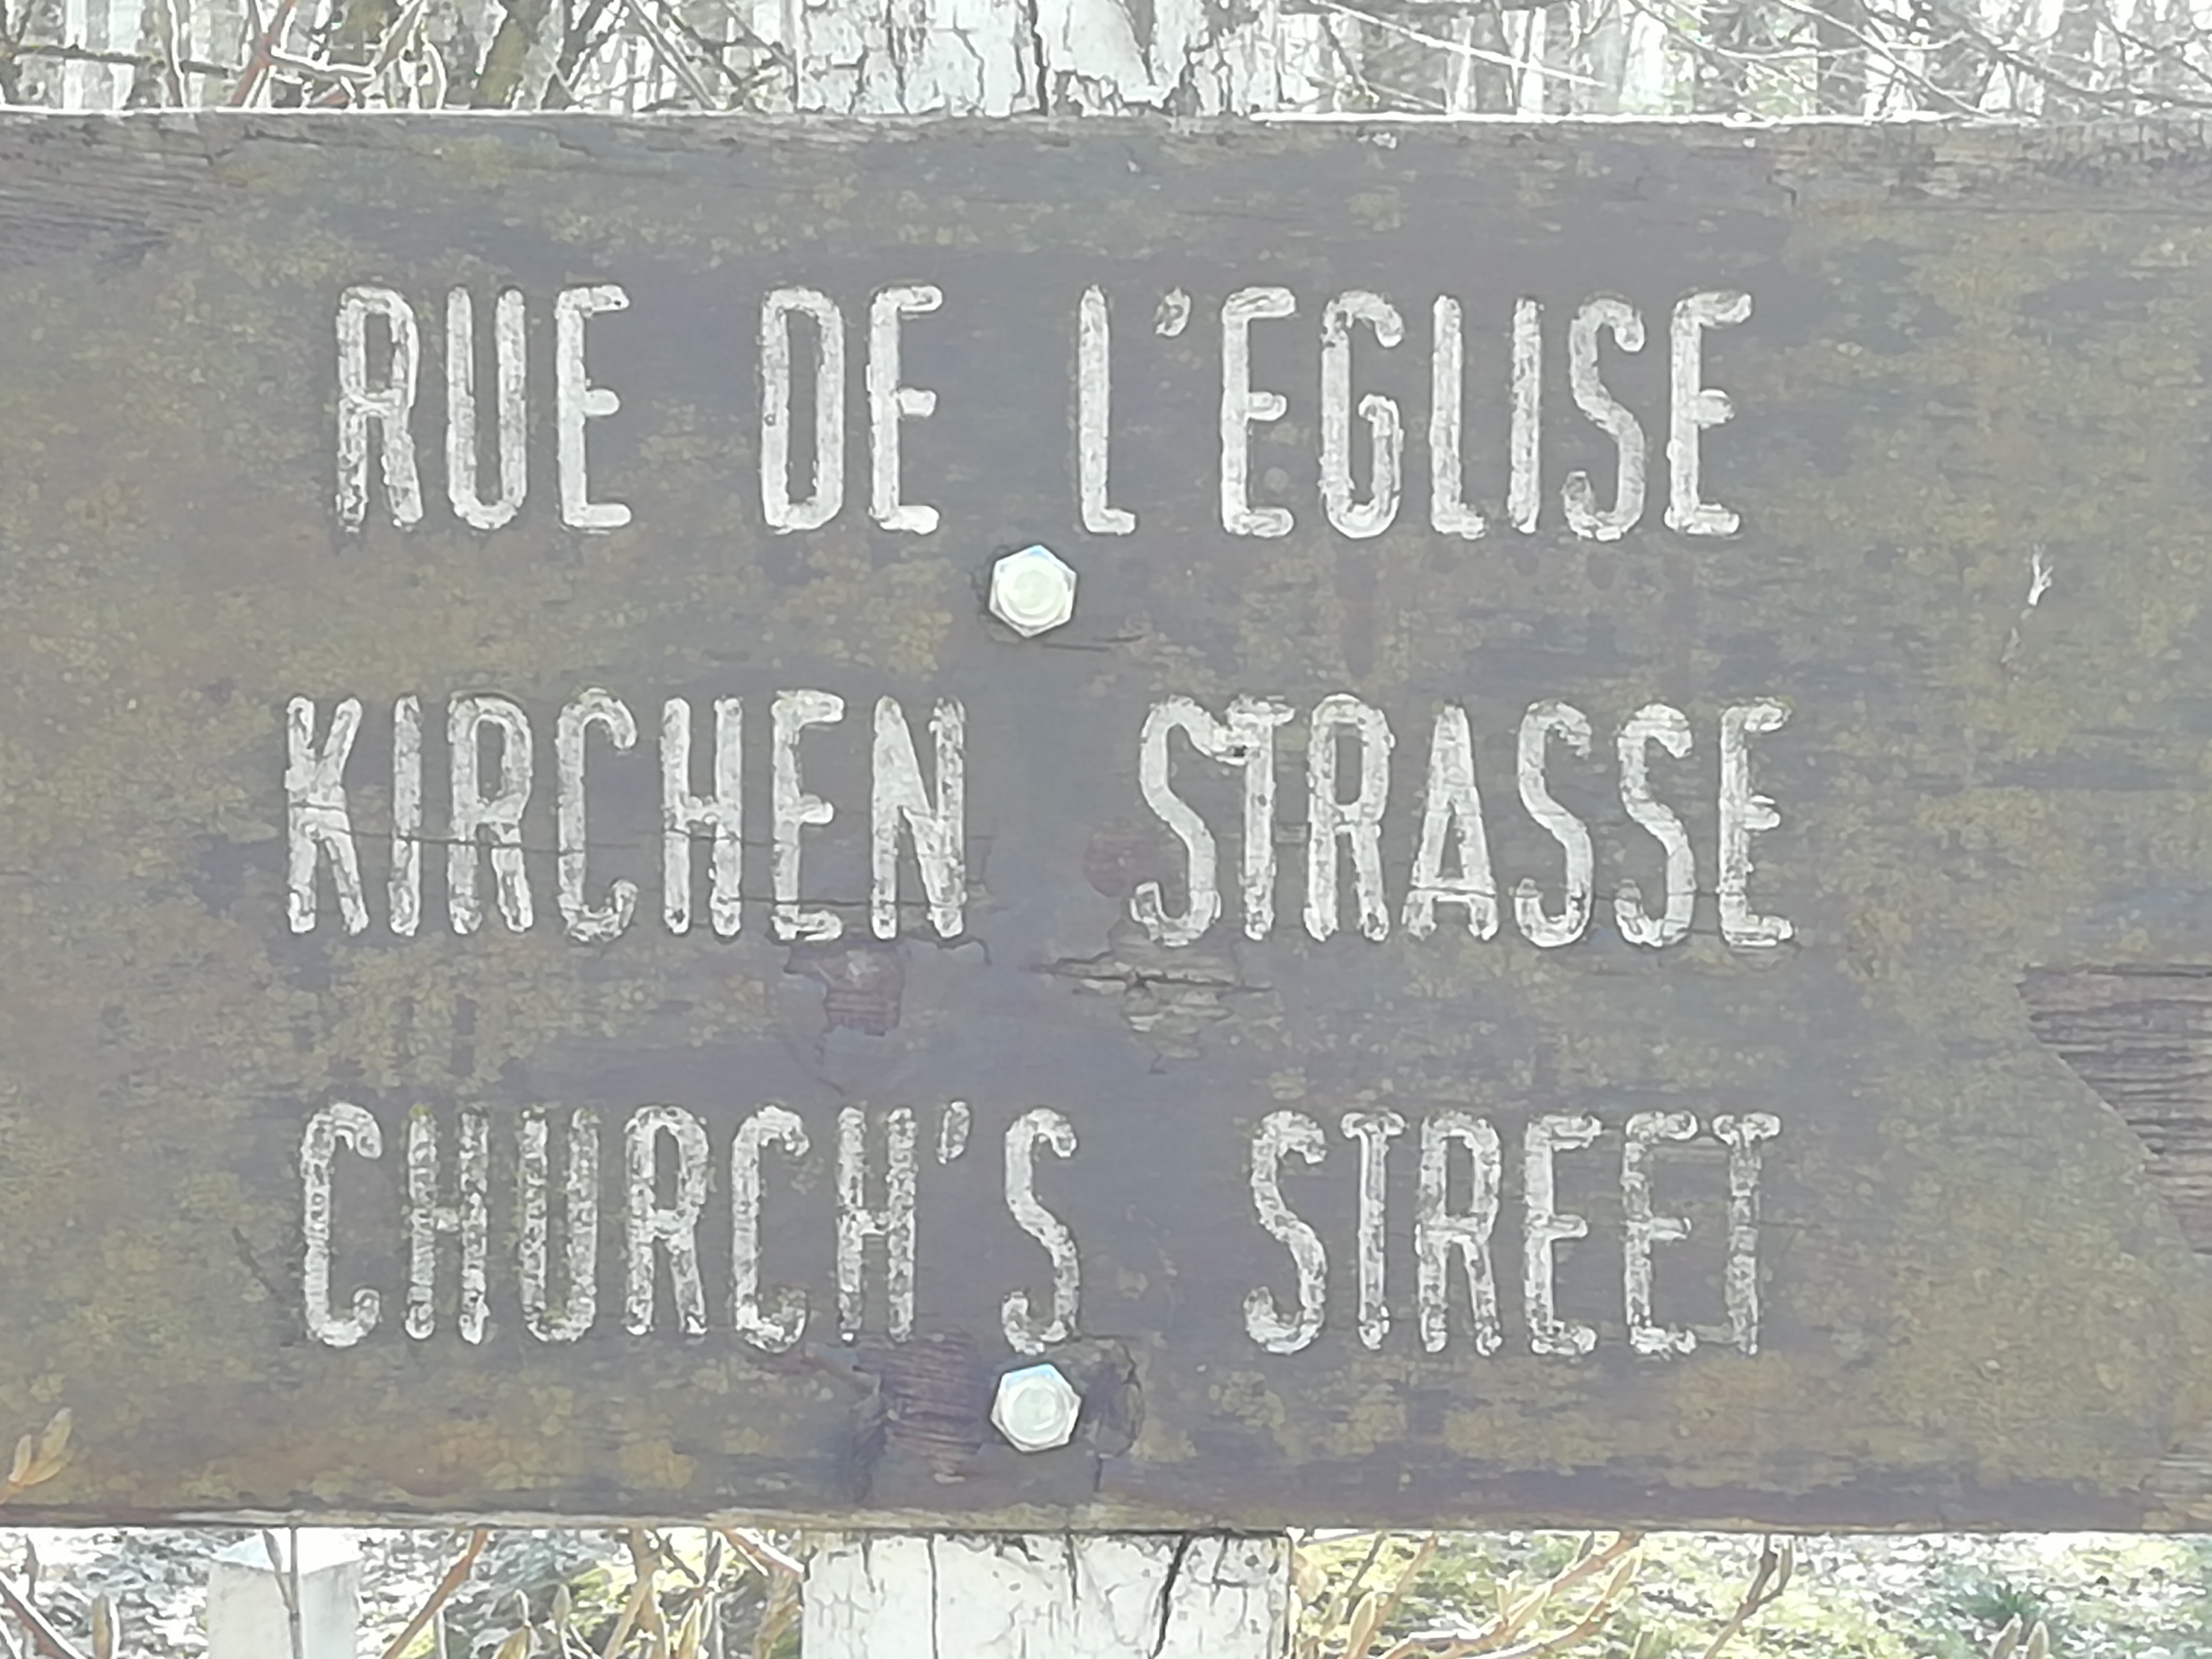 RUE DE L'EGLISE
KIRCHEN STRASSE
CHURCH'S STREET